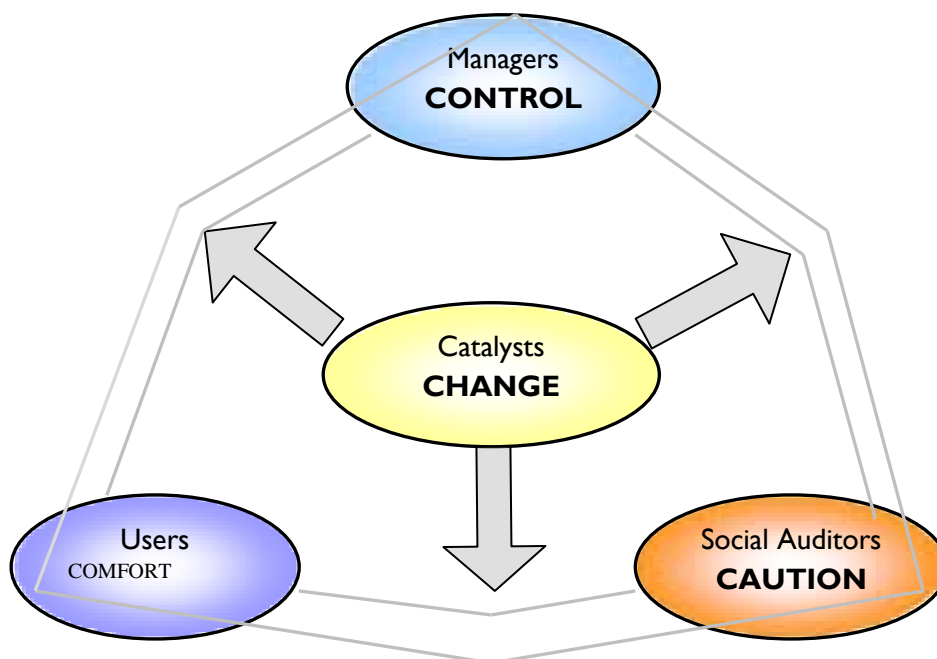 Managers
CONTROL
Catalysts
CHANGE
Users
COMFORT
Social Auditors
CAUTION